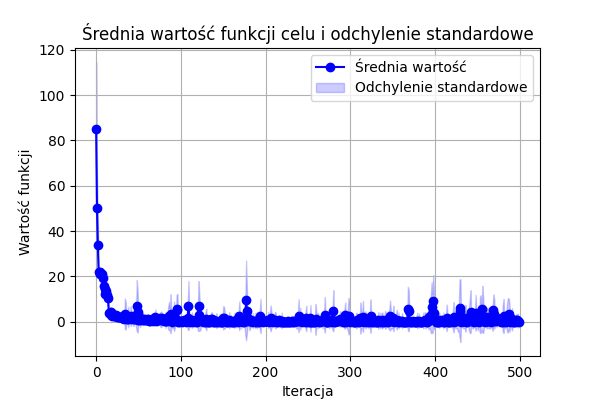 Średnia wartość funkcji celu i odchylenie standardowe
Wartość funkcji
120
100
80
60
40
20
0
Średnia wartość
Odchylenie standardowe
0 100 200 300 400 500
Iteracja